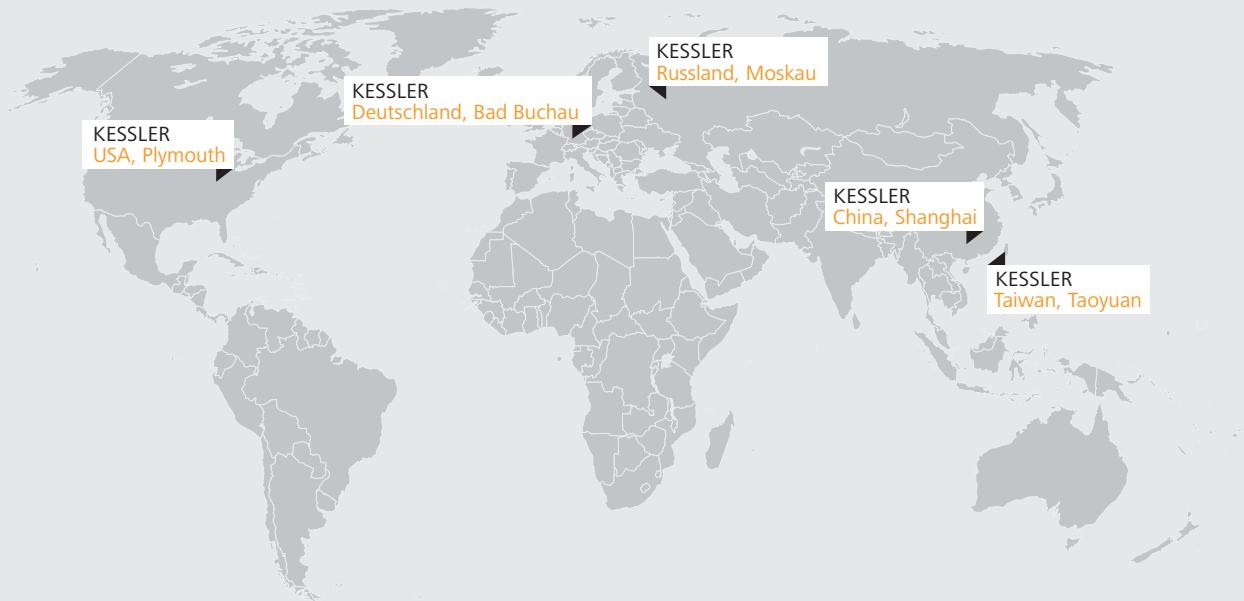 KESSLER
Russland, Moskau
KESSLER
Deutschland, Bad Buchau
KESSLER
USA, Plymouth
KESSLER
China, Shanghai
KESSLER
Taiwan, Taoyuan